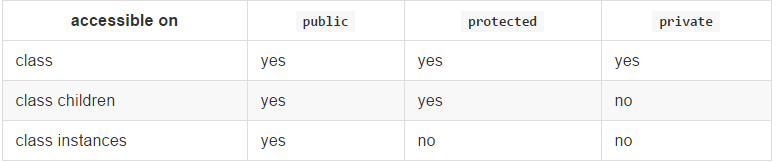 accessible on public protected private
class yes yes yes
class children yes yes no
class instances yes no no